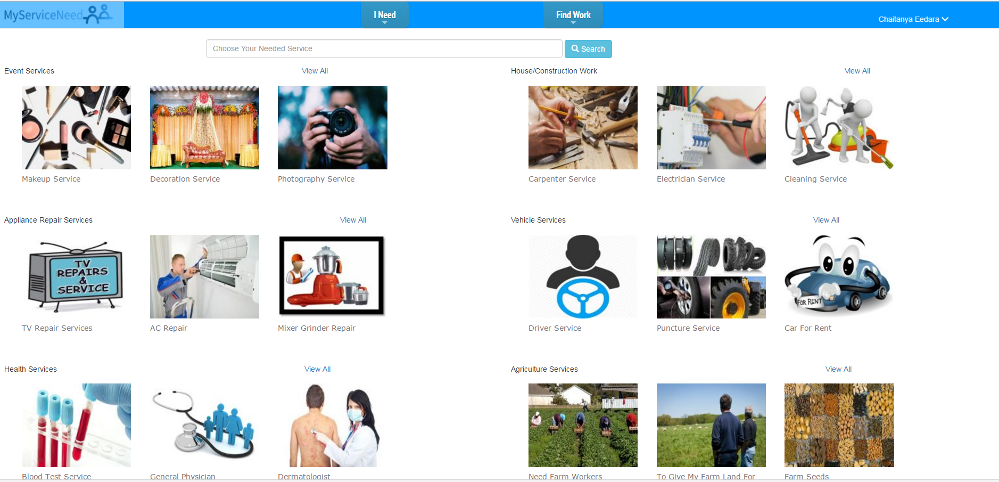 MyServiceNeed
I Need
Find Work
Chaitanya Eedara
Choose Your Needed Service
Search
Event Services
View All
House/Construction Work
View All
Makeup Service
Decoration Service
Photography Service
Carpenter Service
Electrician Service
Cleaning Service
Appliance Repair Services
View All
Vehicle Services
View All
TV
REPAIRS
&
SERVICE
FOR RENT
TV Repair Services
AC Repair
Mixer Grinder Repair
Driver Service
Puncture Service
Car For Rent
Health Services
View All
Agriculture Services
View All
Blood Test Service
General Physician
Dermatologist
Need Farm Workers
To Give My Farm Land For
Farm Seeds